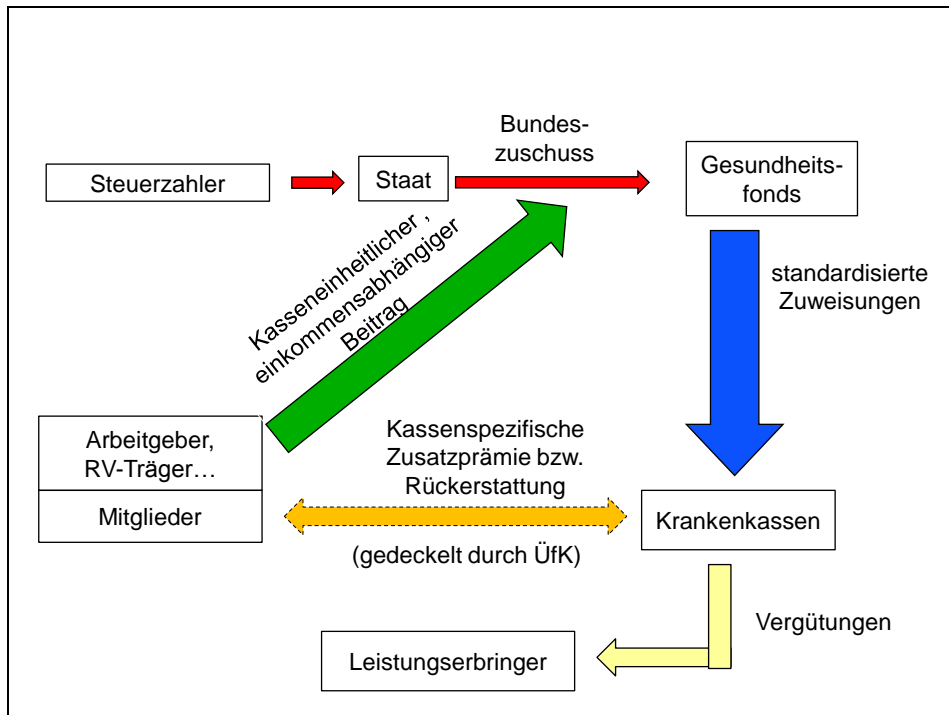 Bundes-
zuschuss
Steuerzahler
Staat
Gesundheits-
fonds
Kasseneinheitlicher ,
einkommensabhängiger
Beitrag
standardisierte
Zuweisungen
Arbeitgeber,
RV-Träger…
Mitglieder
Kassenspezifische
Zusatzprämie bzw.
Rückerstattung
(gedeckelt durch ÜfK)
Krankenkassen
Vergütungen
Leistungserbringer